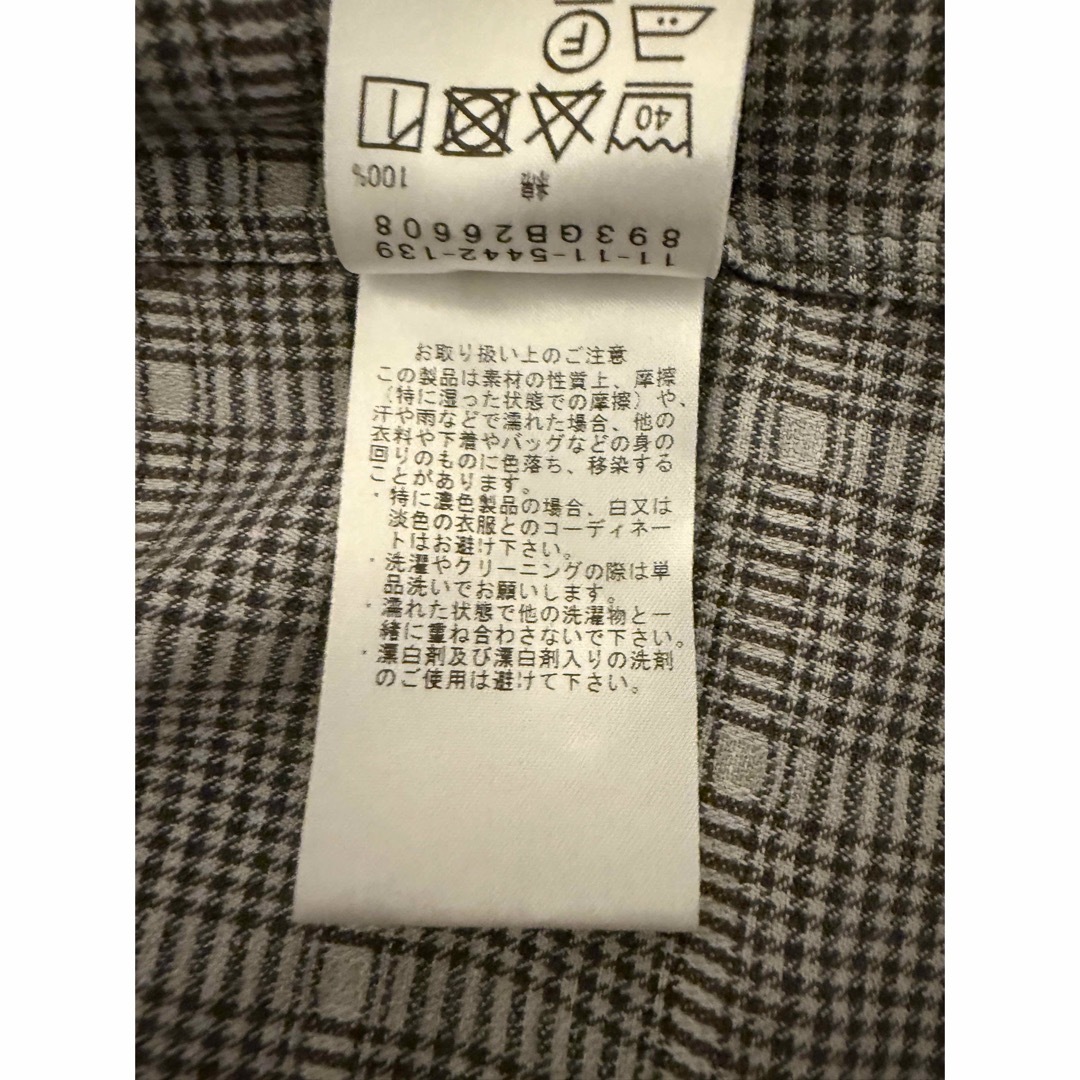 F
40
綿 100%
893GB26608
11-11-5442-139
お取り扱い上のご注意
この製品は素材の性質上、摩擦
（特に湿った状態での摩擦）や、
汗や雨などで濡れた場合、他の
衣料や下着やバッグなどの身の
回りのものに色落ち、移染する
ことがあります。
・特に濃色製品の場合、白又は
淡色の衣服とのコーディネー
トはお避け下さい。
・洗濯やクリーニングの際は単
品洗いでお願いします。
・濡れた状態で他の洗濯物と一
緒に重ね合わさないで下さい。
・漂白剤及び漂白剤入りの洗剤
のご使用は避けて下さい。